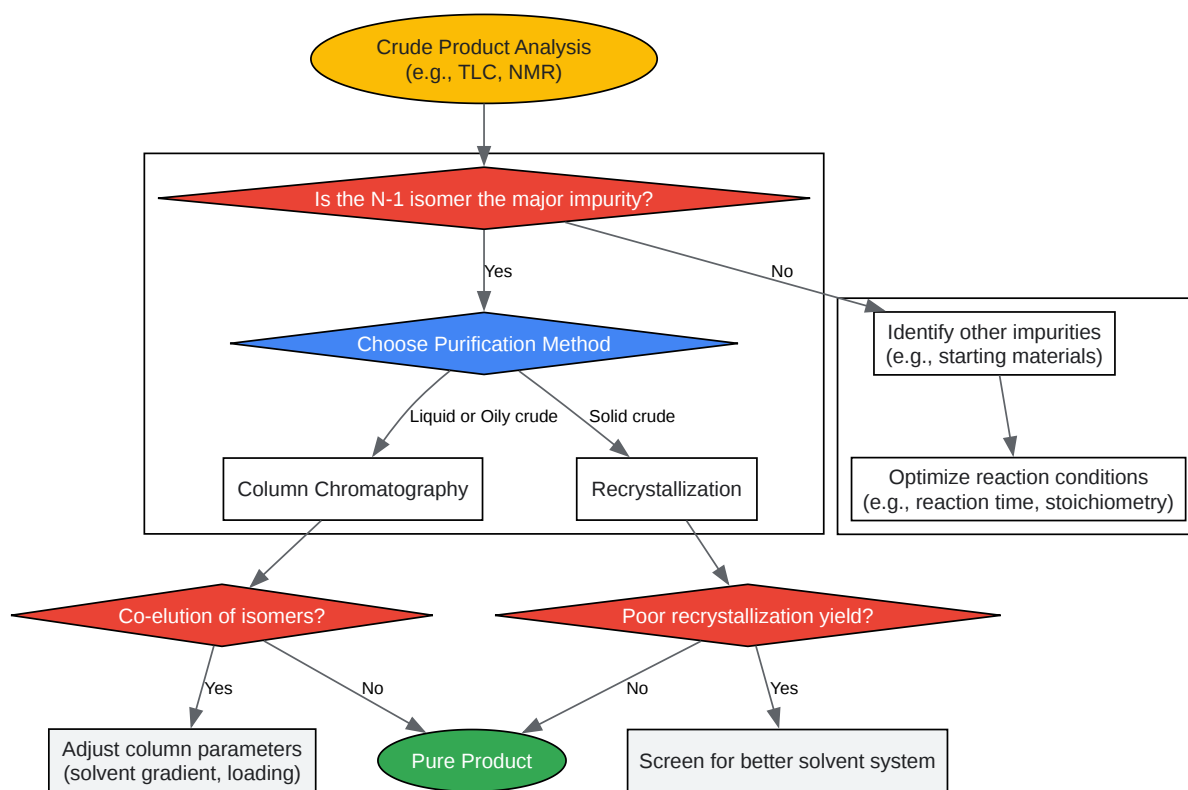 Crude Product Analysis
(e.g., TLC, NMR)
Is the N-1 isomer the major impurity?
Yes
No
Choose Purification Method
Identify other impurities
(e.g., starting materials)
Liquid or Oily crude
Solid crude
Column Chromatography
Recrystallization
Optimize reaction conditions
(e.g., reaction time, stoichiometry)
Co-elution of isomers?
Poor recrystallization yield?
Yes
No
No
Yes
Adjust column parameters
(solvent gradient, loading)
Pure Product
Screen for better solvent system